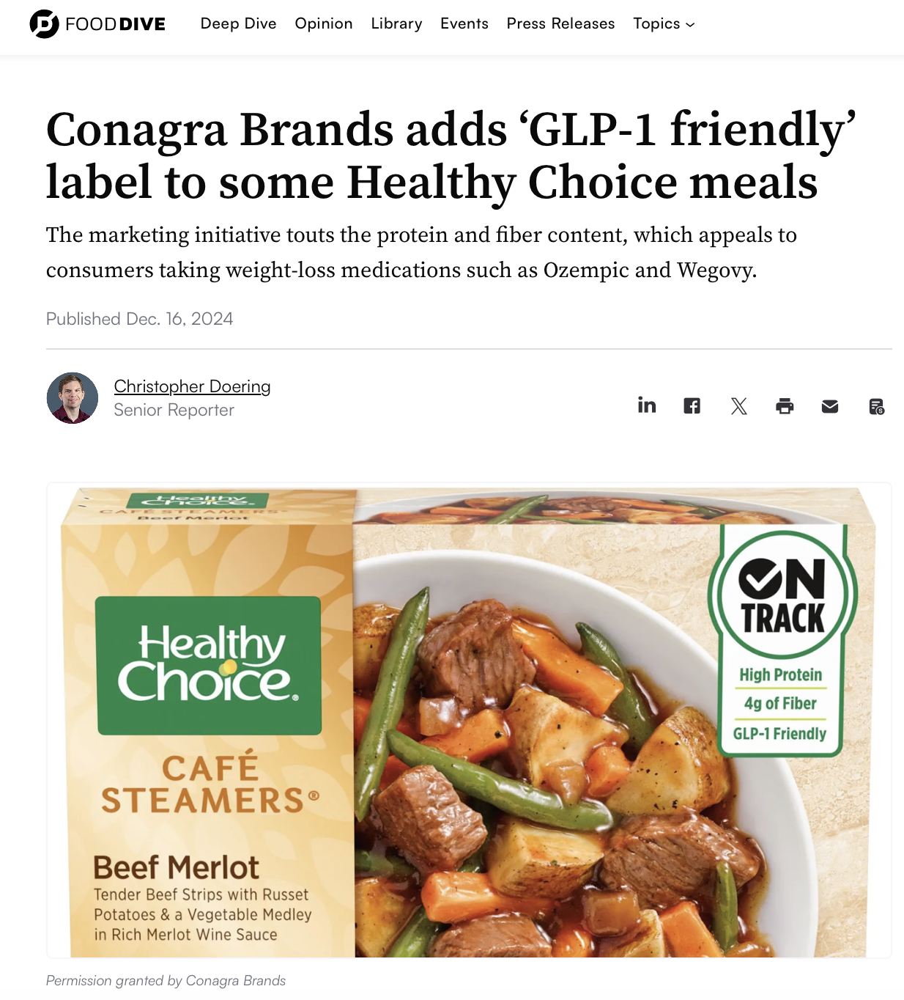 FOODDIVE
Deep Dive Opinion Library Events Press Releases Topics
Conagra Brands adds ‘GLP-1 friendly’
label to some Healthy Choice meals
The marketing initiative touts the protein and fiber content, which appeals to
consumers taking weight-loss medications such as Ozempic and Wegovy.
Published Dec. 16, 2024
Christopher Doering
Senior Reporter
Healthy
Choice®
CAFÉ STEAMERS®
Beef Merlot
ON
TRACK
High Protein
4g of Fiber
GLP-1 Friendly
Healthy
Choice®
CAFÉ
STEAMERS®
Beef Merlot
Tender Beef Strips with Russet
Potatoes & a Vegetable Medley
in Rich Merlot Wine Sauce
Permission granted by Conagra Brands